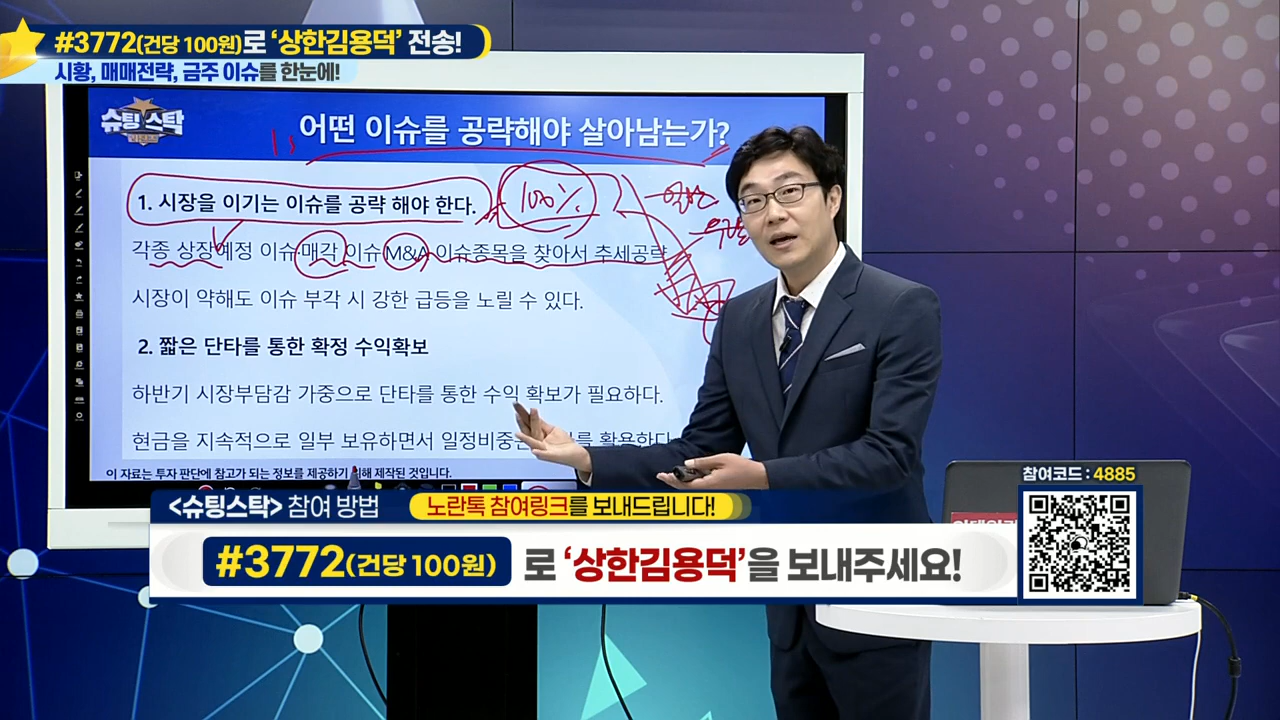 #3772(건당 100원)로 ‘상한김용덕’ 전송!
시황, 매매전략, 금주 이슈를 한눈에!
슈팅스탁
어떤 이슈를 공략해야 살아남는가?
1. 시장을 이기는 이슈를 공략 해야 한다.
100%
각종 상장예정 이슈 매각 이슈 M&A 이슈종목을 찾아서 추세공략
시장이 약해도 이슈 부각 시 강한 급등을 노릴 수 있다.
2. 짧은 단타를 통한 확정 수익확보
하반기 시장부담감 가중으로 단타를 통한 수익 확보가 필요하다.
현금을 지속적으로 일부 보유하면서 일정비중은 활용한다
이 자료는 투자 판단에 참고가 되는 정보를 제공하기 위해 제작된 것입니다.
<슈팅스탁> 참여 방법
노란톡 참여링크를 보내드립니다!
참여코드 : 4885
#3772(건당 100원) 로 ‘상한김용덕’을 보내주세요!